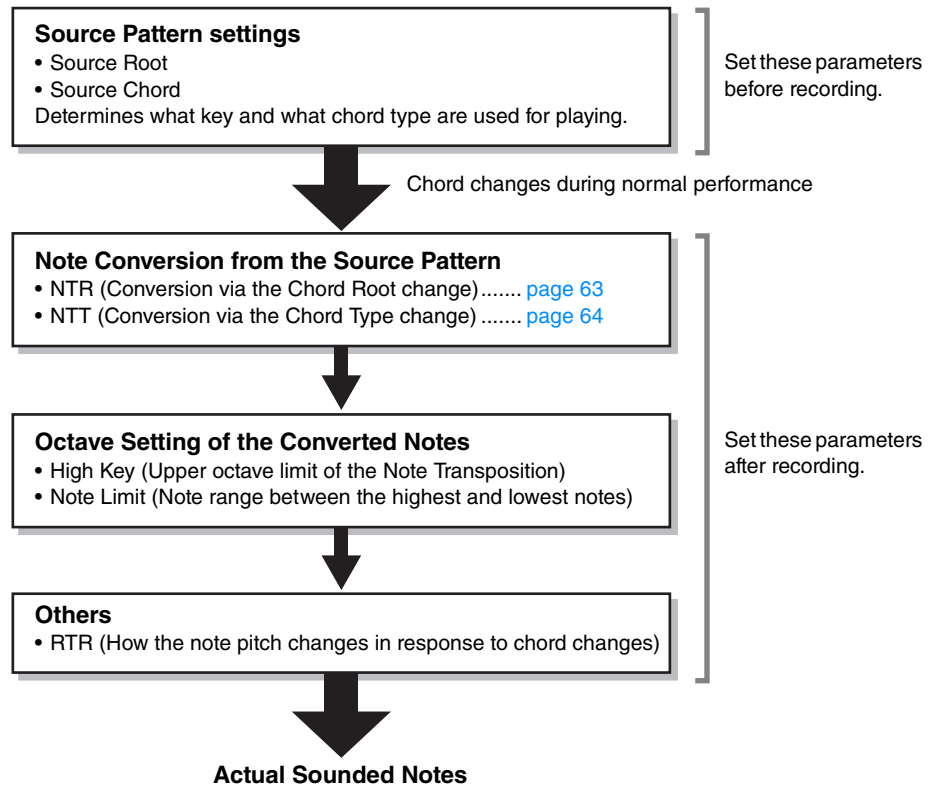 Source Pattern settings
• Source Root
• Source Chord
Determines what key and what chord type are used for playing.
Set these parameters
before recording.
Chord changes during normal performance
Note Conversion from the Source Pattern
• NTR (Conversion via the Chord Root change)....... page 63
• NTT (Conversion via the Chord Type change) ....... page 64
Octave Setting of the Converted Notes
• High Key (Upper octave limit of the Note Transposition)
• Note Limit (Note range between the highest and lowest notes)
Set these parameters
after recording.
Others
• RTR (How the note pitch changes in response to chord changes)
Actual Sounded Notes